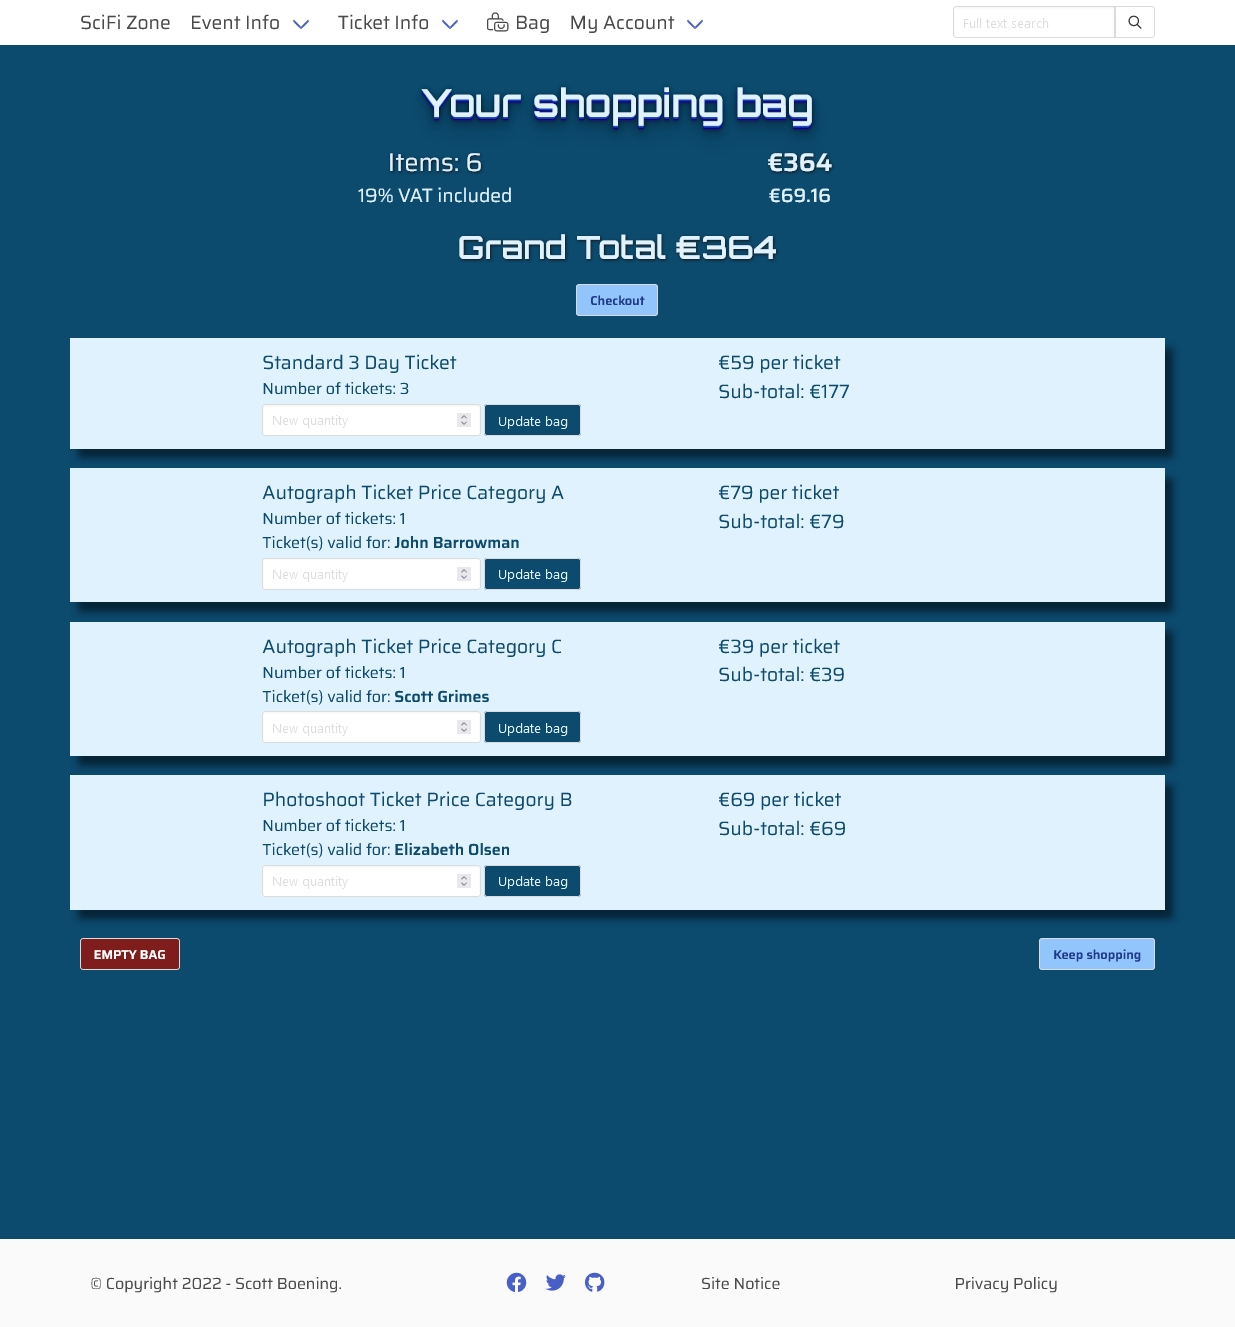 SciFi Zone Event Info Ticket Info Bag My Account Full text search
Your shopping bag
Items: 6 €364
19% VAT included €69.16
Grand Total €364
Checkout
Standard 3 Day Ticket €59 per ticket
Number of tickets: 3 Sub-total: €177
New quantity Update bag
Autograph Ticket Price Category A €79 per ticket
Number of tickets: 1 Sub-total: €79
Ticket(s) valid for: John Barrowman
New quantity Update bag
Autograph Ticket Price Category C €39 per ticket
Number of tickets: 1 Sub-total: €39
Ticket(s) valid for: Scott Grimes
New quantity Update bag
Photoshoot Ticket Price Category B €69 per ticket
Number of tickets: 1 Sub-total: €69
Ticket(s) valid for: Elizabeth Olsen
New quantity Update bag
EMPTY BAG Keep shopping
© Copyright 2022 - Scott Boening. Site Notice Privacy Policy